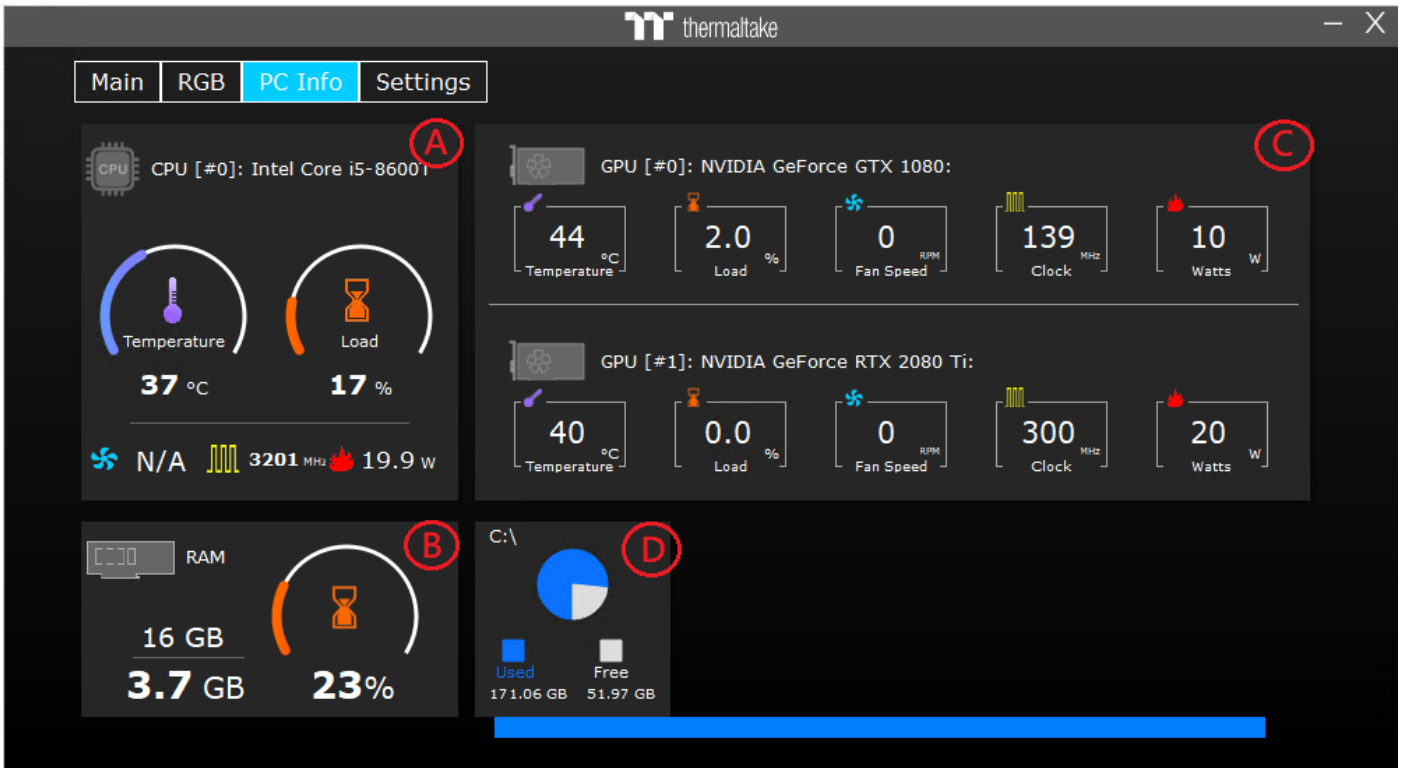 thermaltake
Main RGB PC Info Settings
A
CPU
CPU [#0]: Intel Core i5-8600T
Temperature Load
37 °C 17 %
N/A 3201 MHz 19.9 W
C
GPU [#0]: NVIDIA GeForce GTX 1080:
44 °C 2.0 % 0 RPM 139 MHz 10 W
Temperature Load Fan Speed Clock Watts
GPU [#1]: NVIDIA GeForce RTX 2080 Ti:
40 °C 0.0 % 0 RPM 300 MHz 20 W
Temperature Load Fan Speed Clock Watts
B
RAM
16 GB
3.7 GB 23%
C:\
D
Used Free
171.06 GB 51.97 GB